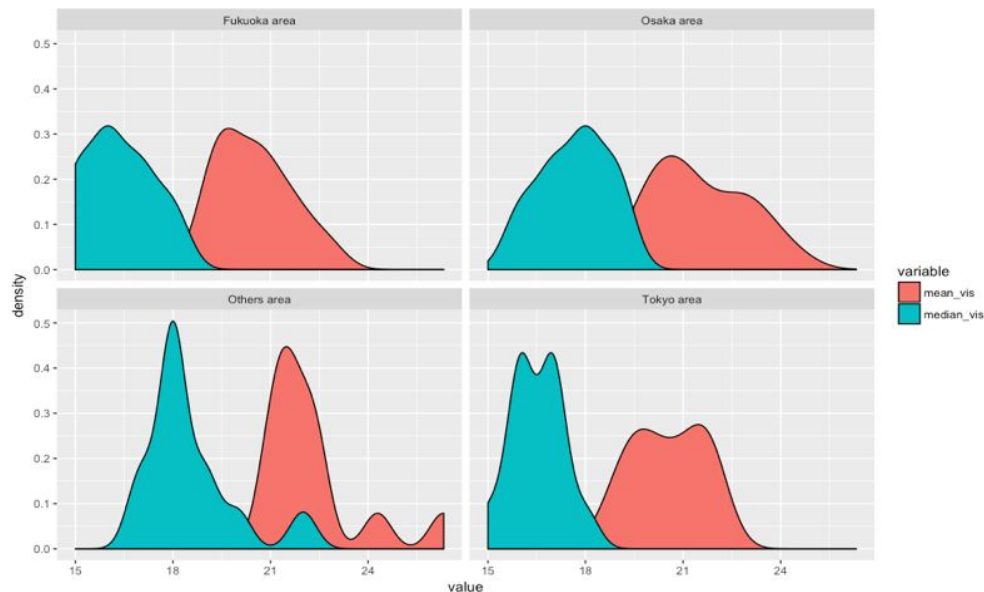 Fukuoka area
Osaka area
0.5
0.4
0.3
0.2
0.1
0.0
Others area
Tokyo area
0.5
0.4
0.3
0.2
0.1
0.0
15 18 21 24
15 18 21 24
value
density
variable
mean_vis
median_vis